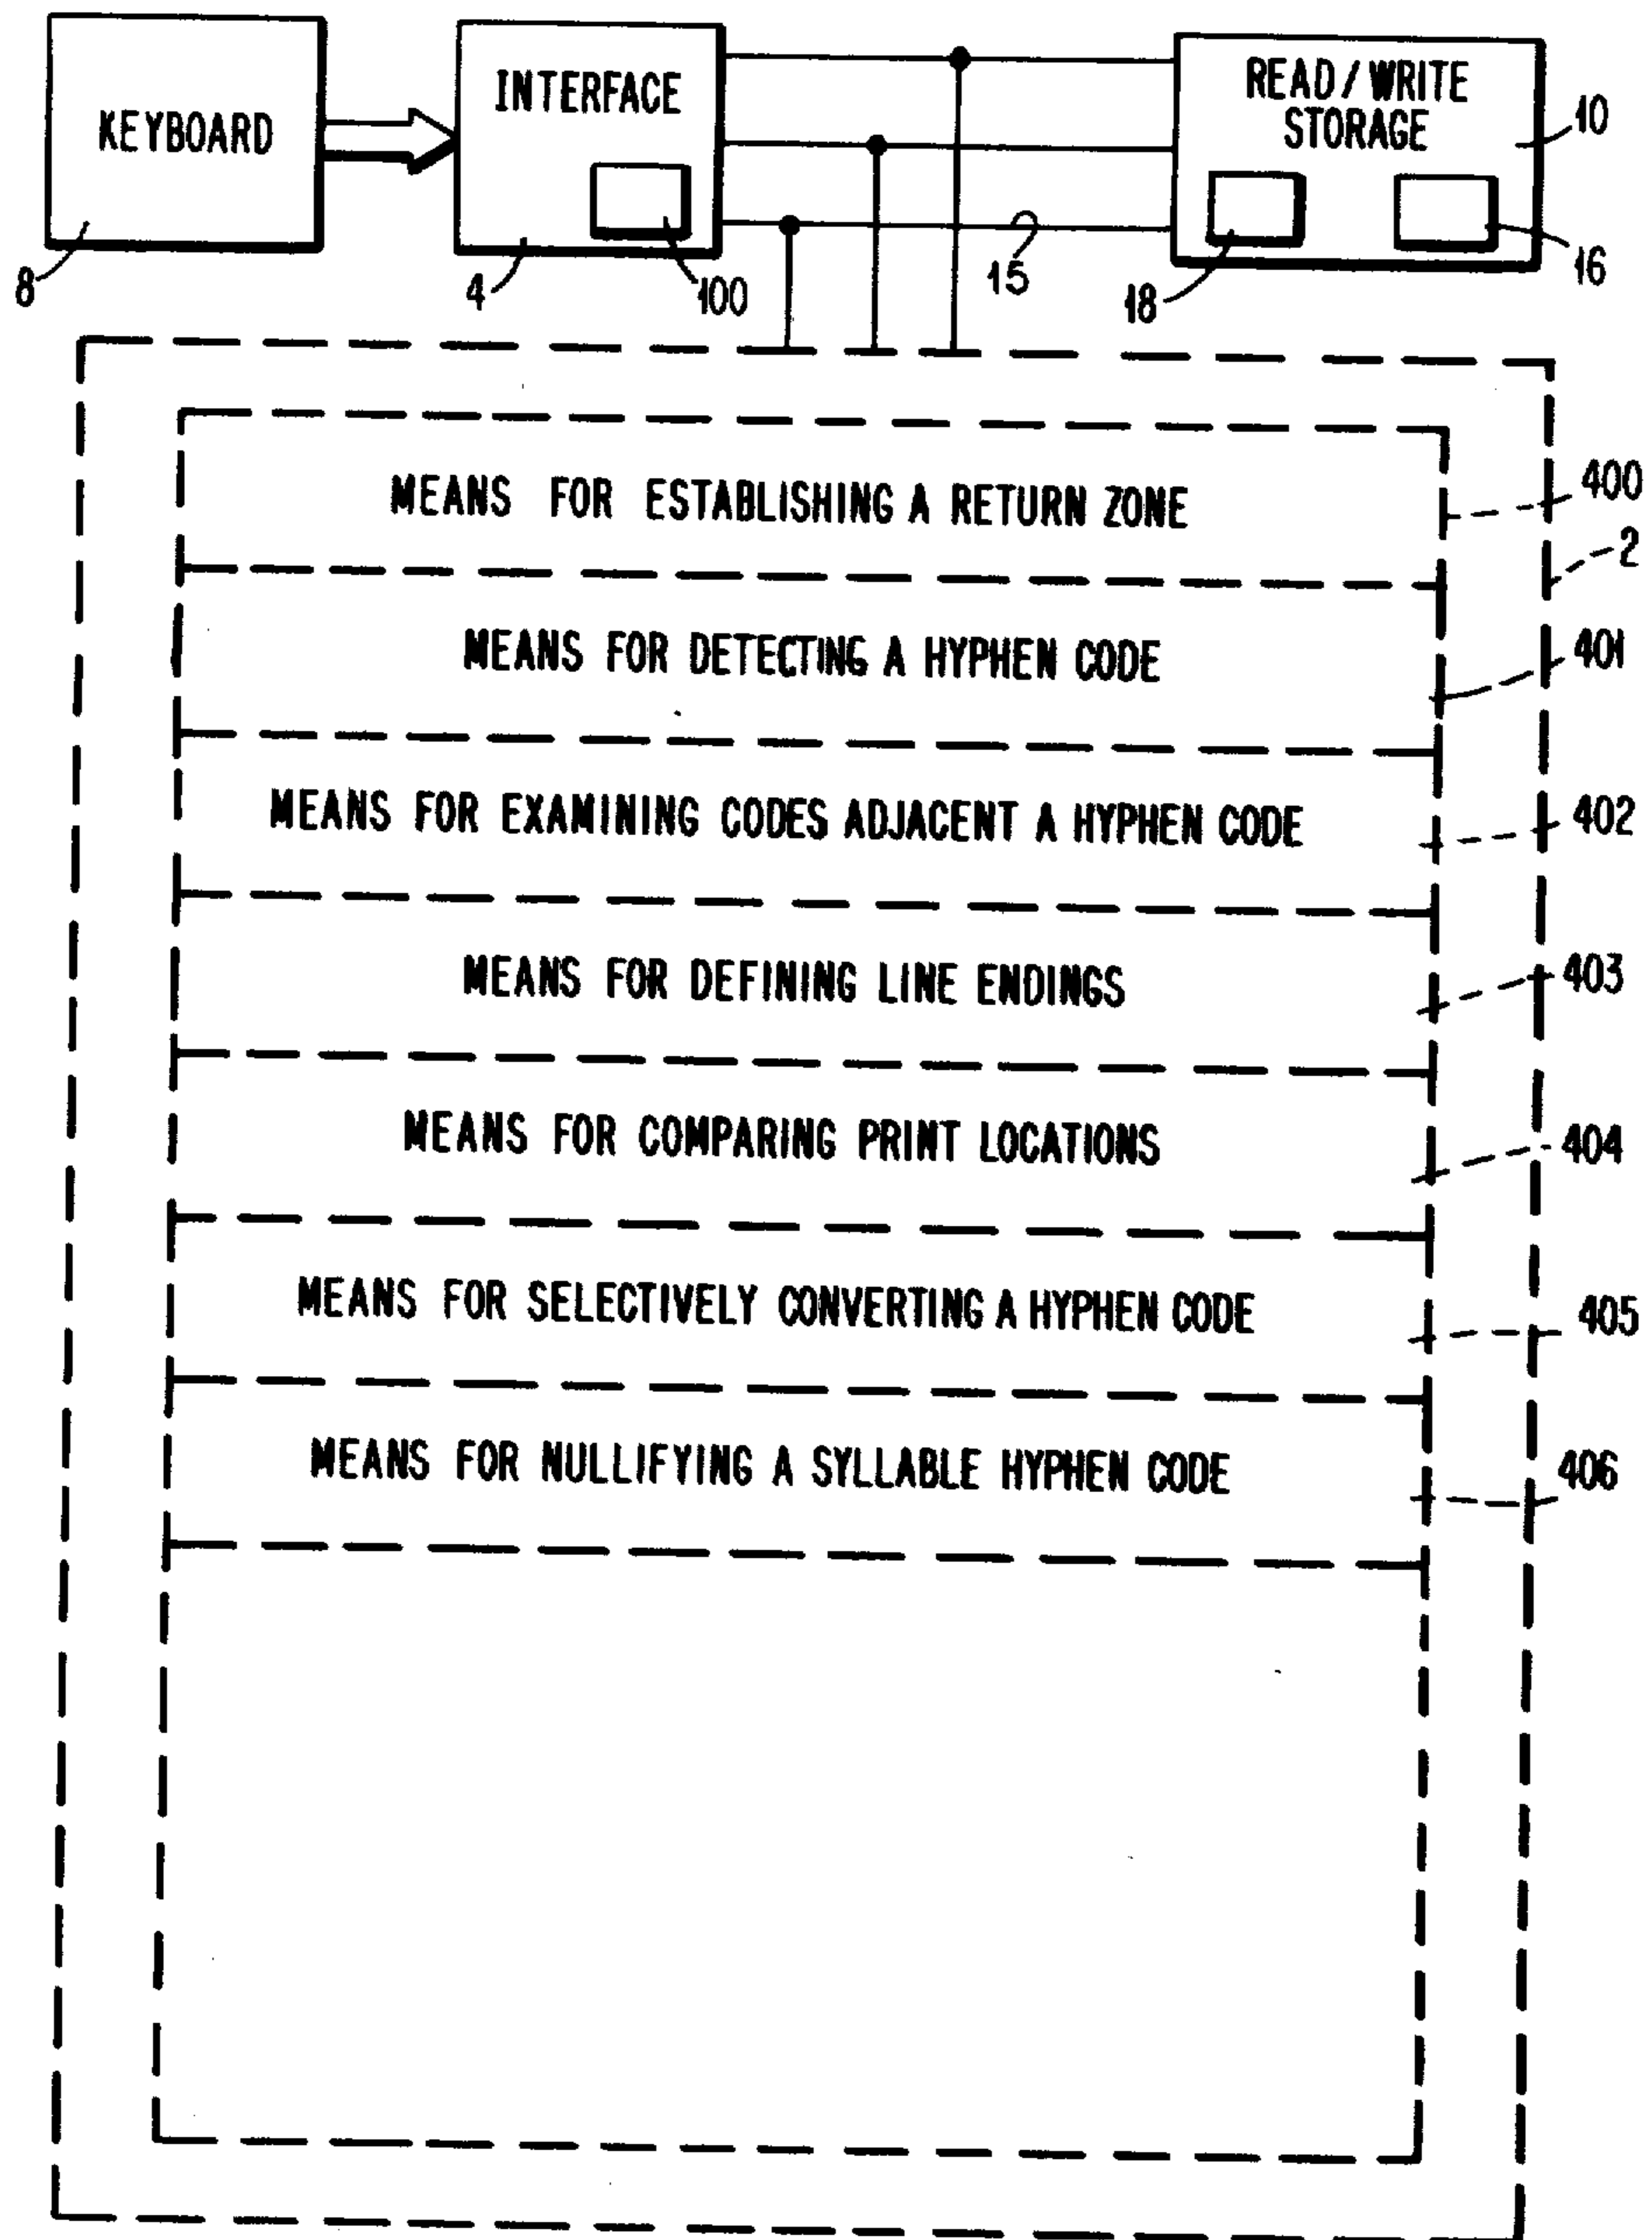 KEYBOARD
INTERFACE
READ/WRITE
STORAGE
10
8
4
100
15
18
16
MEANS FOR ESTABLISHING A RETURN ZONE
400
2
MEANS FOR DETECTING A HYPHEN CODE
401
MEANS FOR EXAMINING CODES ADJACENT A HYPHEN CODE
402
MEANS FOR DEFINING LINE ENDINGS
403
MEANS FOR COMPARING PRINT LOCATIONS
404
MEANS FOR SELECTIVELY CONVERTING A HYPHEN CODE
405
MEANS FOR NULLIFYING A SYLLABLE HYPHEN CODE
406